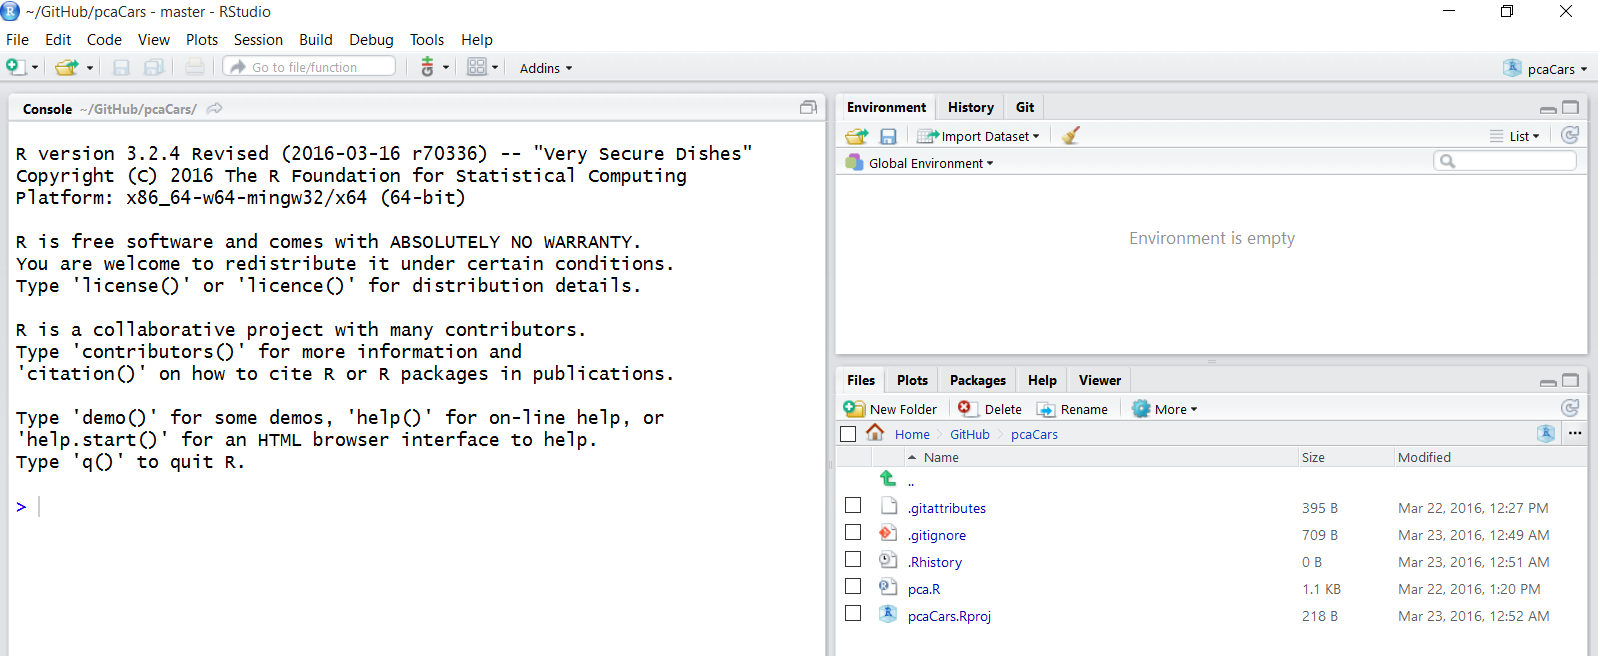 ~/GitHub/pcaCars - master - RStudio
File Edit Code View Plots Session Build Debug Tools Help
Go to file/function Addins pcaCars
Console ~/GitHub/pcaCars/
R version 3.2.4 Revised (2016-03-16 r70336) -- "Very Secure Dishes"
Copyright (C) 2016 The R Foundation for Statistical Computing
Platform: x86_64-w64-mingw32/x64 (64-bit)
R is free software and comes with ABSOLUTELY NO WARRANTY.
You are welcome to redistribute it under certain conditions.
Type 'license()' or 'licence()' for distribution details.
R is a collaborative project with many contributors.
Type 'contributors()' for more information and
'citation()' on how to cite R or R packages in publications.
Type 'demo()' for some demos, 'help()' for on-line help, or
'help.start()' for an HTML browser interface to help.
Type 'q()' to quit R.
>
Environment History Git
Import Dataset List
Global Environment
Environment is empty
Files Plots Packages Help Viewer
New Folder Delete Rename More
Home GitHub pcaCars ...
Name Size Modified
..
.gitattributes 395 B Mar 22, 2016, 12:27 PM
.gitignore 709 B Mar 23, 2016, 12:49 AM
.Rhistory 0 B Mar 23, 2016, 12:51 AM
pca.R 1.1 KB Mar 22, 2016, 1:20 PM
pcaCars.Rproj 218 B Mar 23, 2016, 12:52 AM